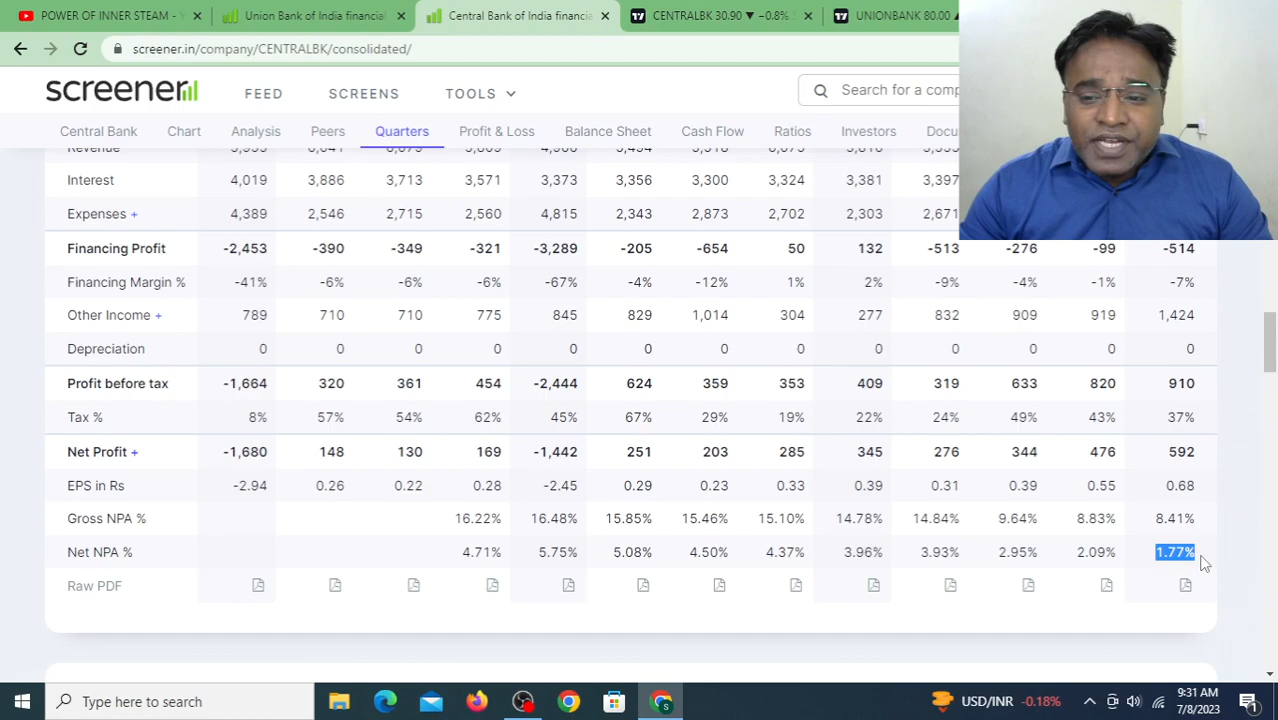 POWER OF INNER STEAM - Y
Union Bank of India financial
Central Bank of India financia
CENTRALBK 30.90 ▼ −0.8%
UNIONBANK 80.00
screener.in/company/CENTRALBK/consolidated/
screener
FEED SCREENS TOOLS
Search for a comp
Central Bank Chart Analysis Peers Quarters Profit & Loss Balance Sheet Cash Flow Ratios Investors Docu
Revenue
Interest 4,019 3,886 3,713 3,571 3,373 3,356 3,300 3,324 3,381 3,397
Expenses + 4,389 2,546 2,715 2,560 4,815 2,343 2,873 2,702 2,303 2,671
Financing Profit -2,453 -390 -349 -321 -3,289 -205 -654 50 132 -513 -276 -99 -514
Financing Margin % -41% -6% -6% -6% -67% -4% -12% 1% 2% -9% -4% -1% -7%
Other Income + 789 710 710 775 845 829 1,014 304 277 832 909 919 1,424
Depreciation 0 0 0 0 0 0 0 0 0 0 0 0 0
Profit before tax -1,664 320 361 454 -2,444 624 359 353 409 319 633 820 910
Tax % 8% 57% 54% 62% 45% 67% 29% 19% 22% 24% 49% 43% 37%
Net Profit + -1,680 148 130 169 -1,442 251 203 285 345 276 344 476 592
EPS in Rs -2.94 0.26 0.22 0.28 -2.45 0.29 0.23 0.33 0.39 0.31 0.39 0.55 0.68
Gross NPA % 16.22% 16.48% 15.85% 15.46% 15.10% 14.78% 14.84% 9.64% 8.83% 8.41%
Net NPA % 4.71% 5.75% 5.08% 4.50% 4.37% 3.96% 3.93% 2.95% 2.09% 1.77%
Raw PDF
Type here to search
USD/INR -0.18%
9:31 AM
7/8/2023